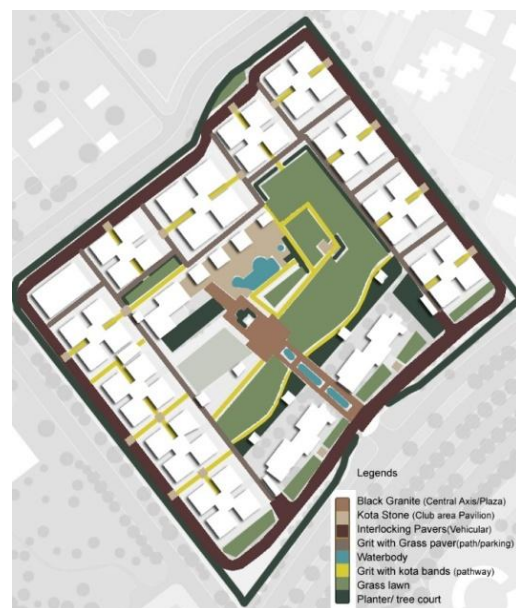 Legends
Black Granite (Central Axis/Plaza)
Kota Stone (Club area Pavilion)
Interlocking Pavers(Vehicular)
Grit with Grass paver(path/parking)
Waterbody
Grit with kota bands (pathway)
Grass lawn
Planter/ tree court